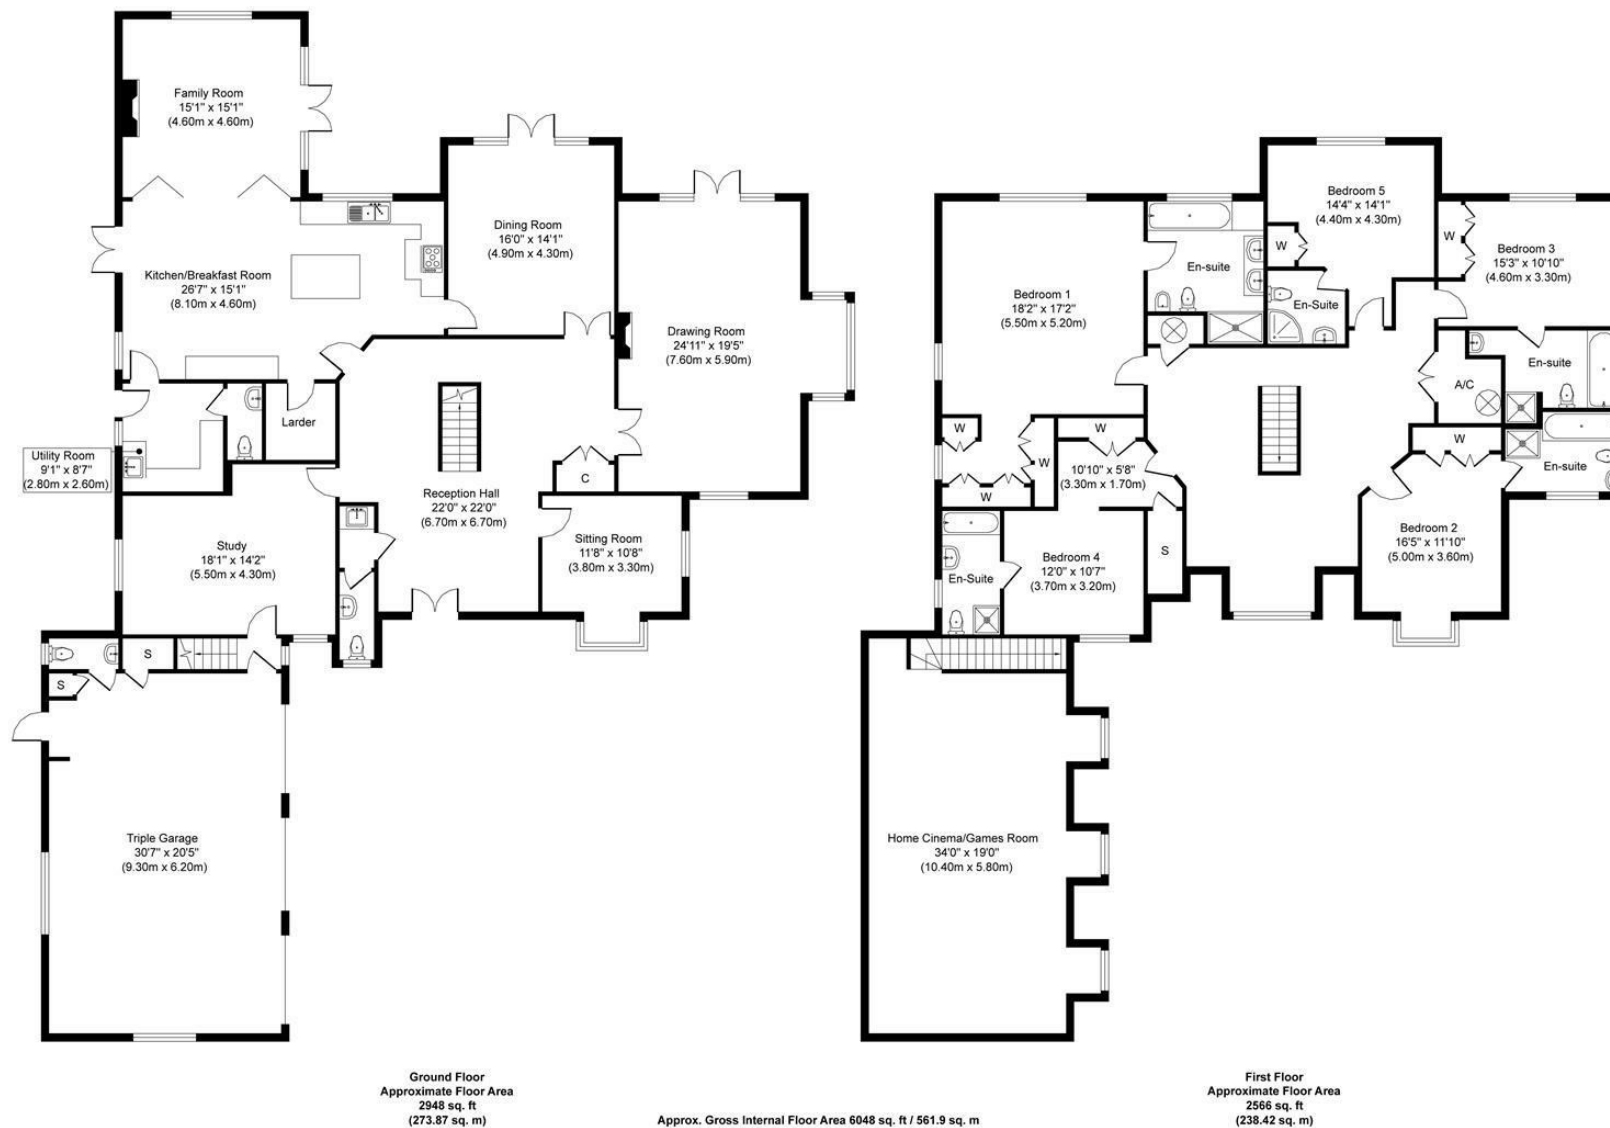 Family Room
15'1" x 15'1"
(4.60m x 4.60m)
Kitchen/Breakfast Room
26'7" x 15'1"
(8.10m x 4.60m)
Dining Room
16'0" x 14'1"
(4.90m x 4.30m)
Drawing Room
24'11" x 19'5"
(7.60m x 5.90m)
Larder
Utility Room
9'1" x 8'7"
(2.80m x 2.60m)
C
Reception Hall
22'0" x 22'0"
(6.70m x 6.70m)
Study
18'1" x 14'2"
(5.50m x 4.30m)
Sitting Room
11'8" x 10'8"
(3.80m x 3.30m)
S
S
Triple Garage
30'7" x 20'5"
(9.30m x 6.20m)
Ground Floor
Approximate Floor Area
2948 sq. ft
(273.87 sq. m)
Bedroom 5
14'4" x 14'1"
(4.40m x 4.30m)
W
W
Bedroom 3
15'3" x 10'10"
(4.60m x 3.30m)
En-suite
En-Suite
Bedroom 1
18'2" x 17'2"
(5.50m x 5.20m)
En-suite
A/C
W
W
W
W
10'10" x 5'8"
(3.30m x 1.70m)
W
En-suite
Bedroom 2
16'5" x 11'10"
(5.00m x 3.60m)
S
Bedroom 4
12'0" x 10'7"
(3.70m x 3.20m)
En-Suite
Home Cinema/Games Room
34'0" x 19'0"
(10.40m x 5.80m)
First Floor
Approximate Floor Area
2566 sq. ft
(238.42 sq. m)
Approx. Gross Internal Floor Area 6048 sq. ft / 561.9 sq. m